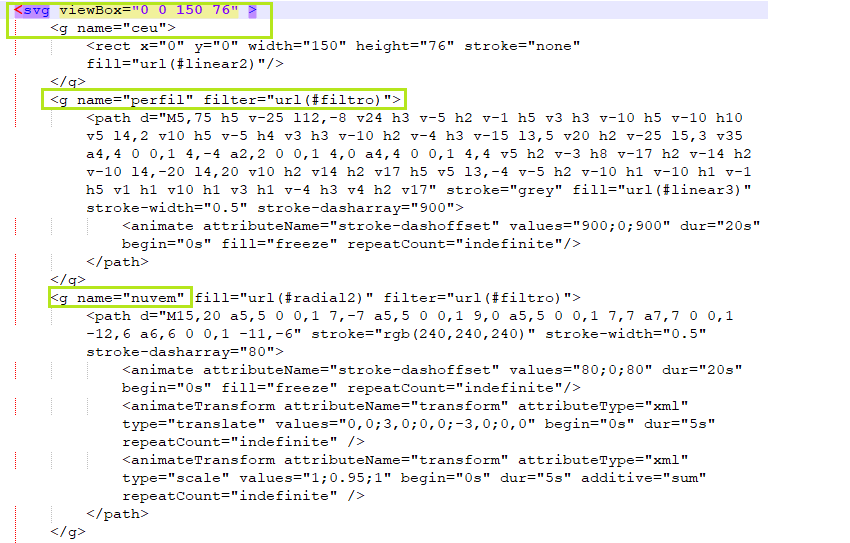 <svg viewBox="0 0 150 76" >
<g name="ceu">
<rect x="0" y="0" width="150" height="76" stroke="none"
fill="url(#linear2)"/>
</g>
<g name="perfil" filter="url(#filtro)">
<path d="M5,75 h5 v-25 l12,-8 v24 h3 v-5 h2 v-1 h5 v3 h3 v-10 h5 v-10 h10
v5 l4,2 v10 h5 v-5 h4 v3 h3 v-10 h2 v-4 h3 v-15 l3,5 v20 h2 v-25 l5,3 v35
a4,4 0 0,1 4,-4 a2,2 0 0,1 4,0 a4,4 0 0,1 4,4 v5 h2 v-3 h8 v-17 h2 v-14 h2
v-10 l4,-20 l4,20 v10 h2 v14 h2 v17 h5 v5 l3,-4 v-5 h2 v-10 h1 v-10 h1 v-1
h5 v1 h1 v10 h1 v3 h1 v-4 h3 v4 h2 v17" stroke="grey" fill="url(#linear3)"
stroke-width="0.5" stroke-dasharray="900">
<animate attributeName="stroke-dashoffset" values="900;0;900" dur="20s"
begin="0s" fill="freeze" repeatCount="indefinite"/>
</path>
</g>
<g name="nuvem" fill="url(#radial2)" filter="url(#filtro)">
<path d="M15,20 a5,5 0 0,1 7,-7 a5,5 0 0,1 9,0 a5,5 0 0,1 7,7 a7,7 0 0,1
-12,6 a6,6 0 0,1 -11,-6" stroke="rgb(240,240,240)" stroke-width="0.5"
stroke-dasharray="80">
<animate attributeName="stroke-dashoffset" values="80;0;80" dur="20s"
begin="0s" fill="freeze" repeatCount="indefinite"/>
<animateTransform attributeName="transform" attributeType="xml"
type="translate" values="0,0;3,0;0,0;-3,0;0,0" begin="0s" dur="5s"
repeatCount="indefinite" />
<animateTransform attributeName="transform" attributeType="xml"
type="scale" values="1;0.95;1" begin="0s" dur="5s" additive="sum"
repeatCount="indefinite" />
</path>
</g>